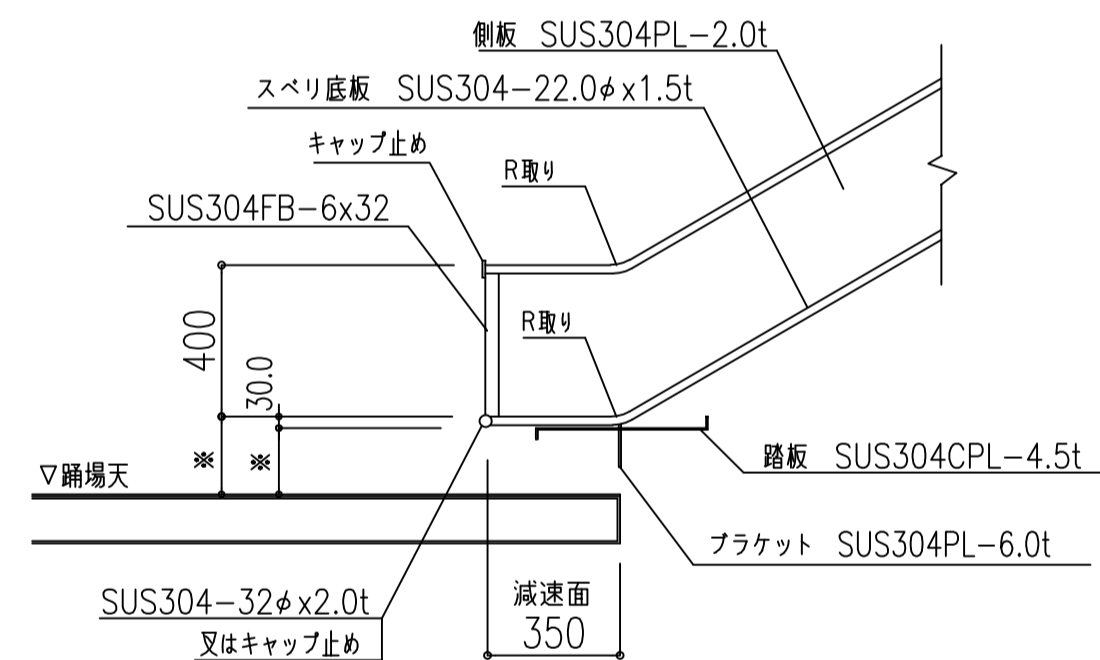 側板 SUS304PL-2.0t
スベリ底板 SUS304-22.0φx1.5t
キャップ止め
R取り
SUS304FB-6x32
R取り
400
30.0
※
※
▽踊場天
踏板 SUS304CPL-4.5t
ブラケット SUS304PL-6.0t
SUS304-32φx2.0t
又はキャップ止め
減速面
350